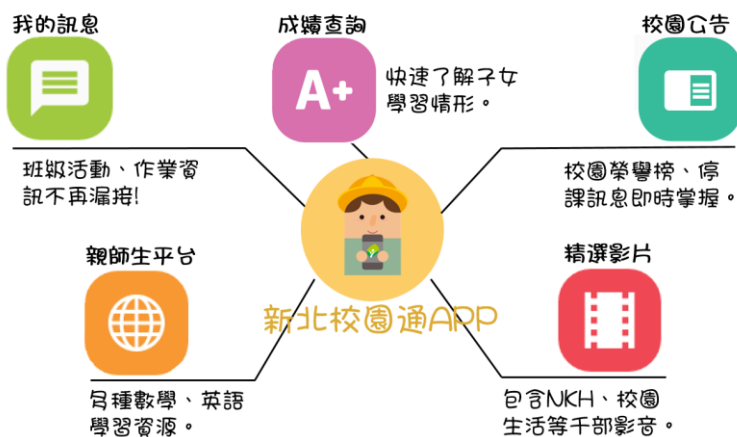 我的訊息
班級活動、作業資
訊不再漏接!
成績查詢
A+
快速了解子女
學習情形。
校園公告
校園榮譽榜、停
課訊息即時掌握。
新北校園通APP
親師生平台
各種數學、英語
學習資源。
精選影片
包含NKH、校園
生活等千部影音。